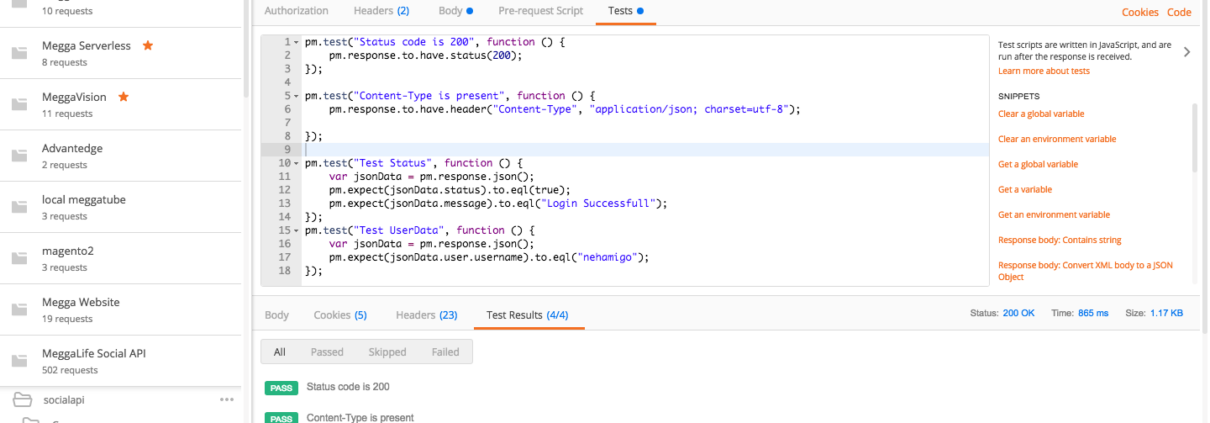 10 requests
Megga Serverless
8 requests
MeggaVision
11 requests
Advantedge
2 requests
local meggatube
3 requests
magento2
3 requests
Megga Website
19 requests
MeggaLife Social API
502 requests
socialapi
Authorization Headers (2) Body Pre-request Script Tests Cookies Code
1 pm.test("Status code is 200", function () {
2 pm.response.to.have.status(200);
3 });
4
5 pm.test("Content-Type is present", function () {
6 pm.response.to.have.header("Content-Type", "application/json; charset=utf-8");
7
8 });
9
10 pm.test("Test Status", function () {
11 var jsonData = pm.response.json();
12 pm.expect(jsonData.status).to.eql(true);
13 pm.expect(jsonData.message).to.eql("Login Successfull");
14 });
15 pm.test("Test UserData", function () {
16 var jsonData = pm.response.json();
17 pm.expect(jsonData.user.username).to.eql("nehamigo");
18 });
Test scripts are written in JavaScript, and are
run after the response is received.
Learn more about tests
SNIPPETS
Clear a global variable
Clear an environment variable
Get a global variable
Get a variable
Get an environment variable
Response body: Contains string
Response body: Convert XML body to a JSON
Object
Body Cookies (5) Headers (23) Test Results (4/4) Status: 200 OK Time: 865 ms Size: 1.17 KB
All Passed Skipped Failed
PASS Status code is 200
PASS Content-Type is present